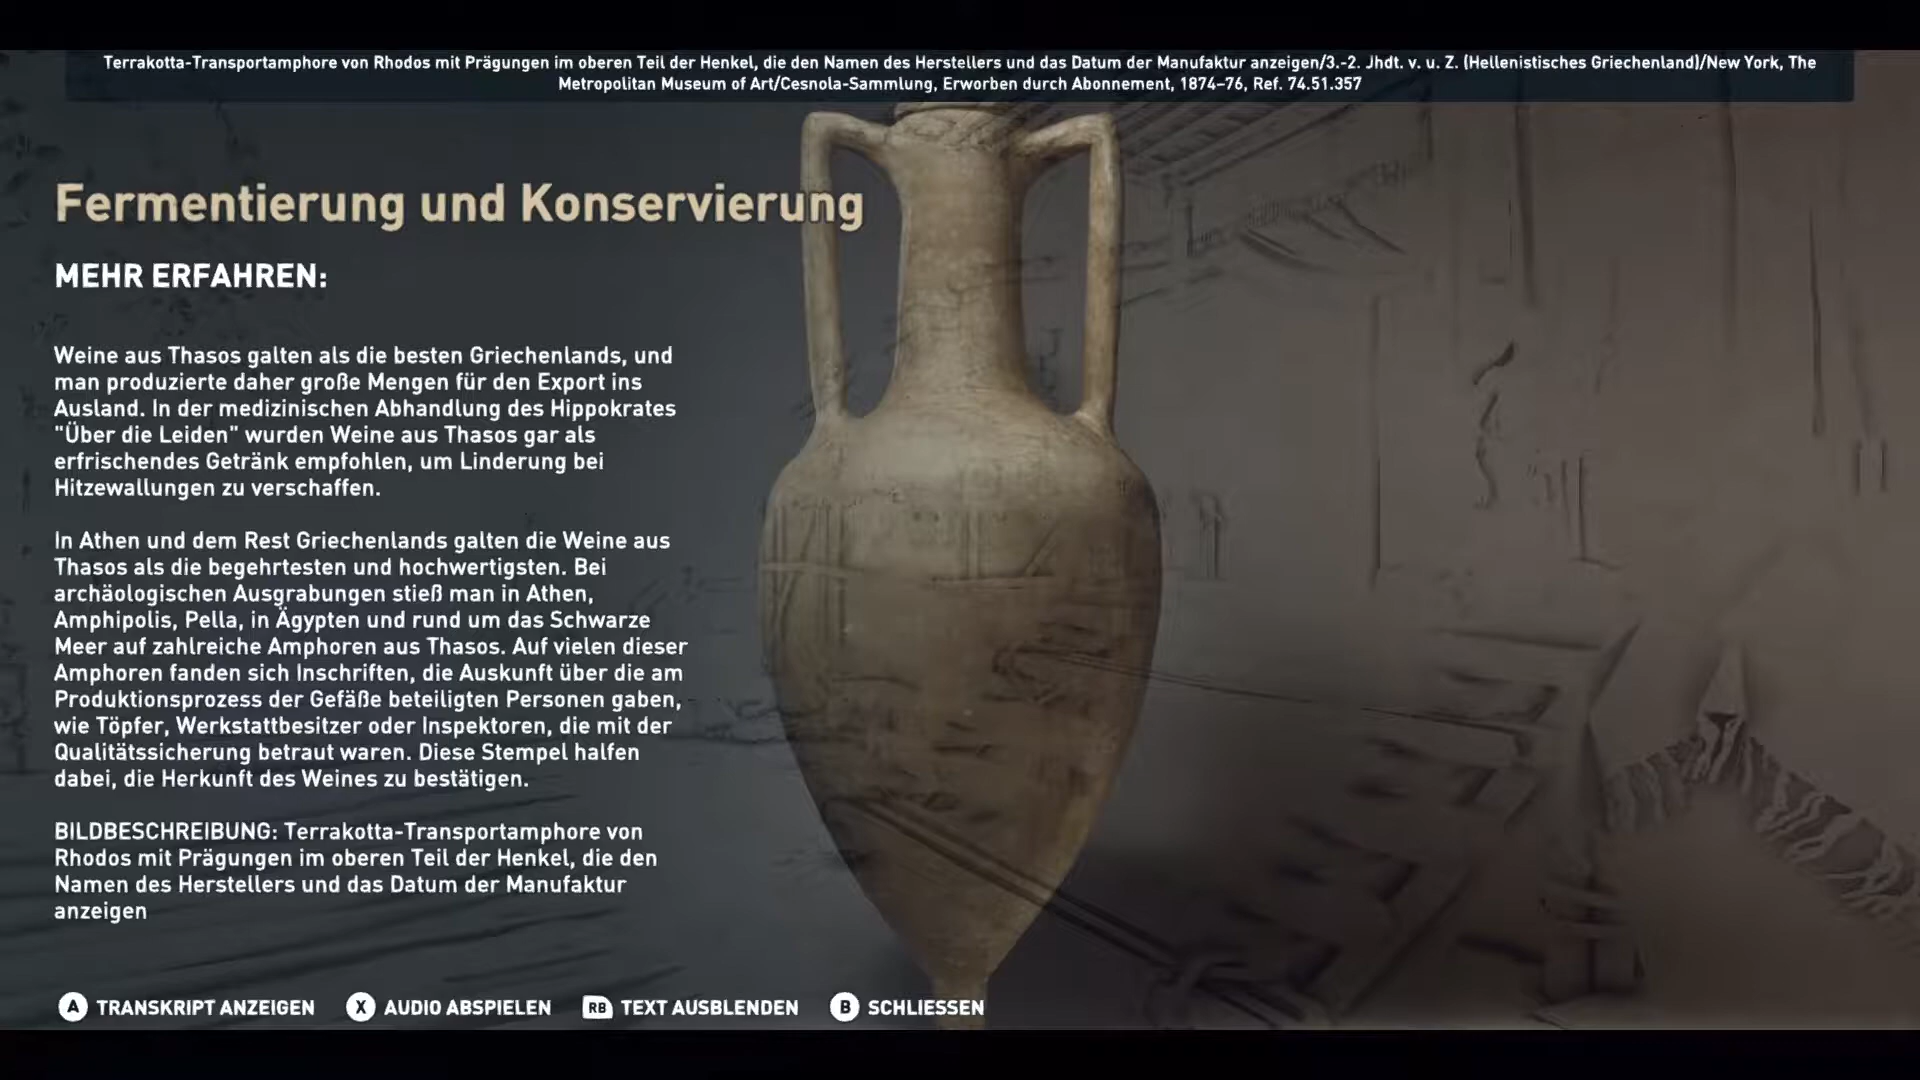 Terrakotta-Transportamphore von Rhodos mit Prägungen im oberen Teil der Henkel, die den Namen des Herstellers und das Datum der Manufaktur anzeigen/3.-2. Jhdt. v. u. Z. (Hellenistisches Griechenland)/New York, The
Metropolitan Museum of Art/Cesnola-Sammlung, Erworben durch Abonnement, 1874–76, Ref. 74.51.357
Fermentierung und Konservierung
MEHR ERFAHREN:
Weine aus Thasos galten als die besten Griechenlands, und
man produzierte daher große Mengen für den Export ins
Ausland. In der medizinischen Abhandlung des Hippokrates
"Über die Leiden" wurden Weine aus Thasos gar als
erfrischendes Getränk empfohlen, um Linderung bei
Hitzewallungen zu verschaffen.
In Athen und dem Rest Griechenlands galten die Weine aus
Thasos als die begehrtesten und hochwertigsten. Bei
archäologischen Ausgrabungen stieß man in Athen,
Amphipolis, Pella, in Ägypten und rund um das Schwarze
Meer auf zahlreiche Amphoren aus Thasos. Auf vielen dieser
Amphoren fanden sich Inschriften, die Auskunft über die am
Produktionsprozess der Gefäße beteiligten Personen gaben,
wie Töpfer, Werkstattbesitzer oder Inspektoren, die mit der
Qualitätssicherung betraut waren. Diese Stempel halfen
dabei, die Herkunft des Weines zu bestätigen.
BILDBESCHREIBUNG: Terrakotta-Transportamphore von
Rhodos mit Prägungen im oberen Teil der Henkel, die den
Namen des Herstellers und das Datum der Manufaktur
anzeigen
A TRANSKRIPT ANZEIGEN X AUDIO ABSPIELEN RB TEXT AUSBLENDEN B SCHLIESSEN